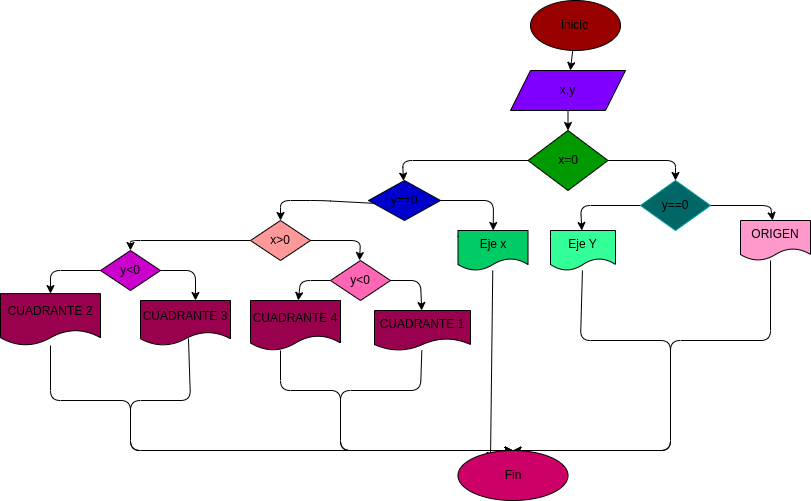 inicio
x,y
x=0
y==0
y==0
x>0
Eje x
Eje Y
ORIGEN
y<0
y<0
CUADRANTE 2
CUADRANTE 3
CUADRANTE 4
CUADRANTE 1
Fin